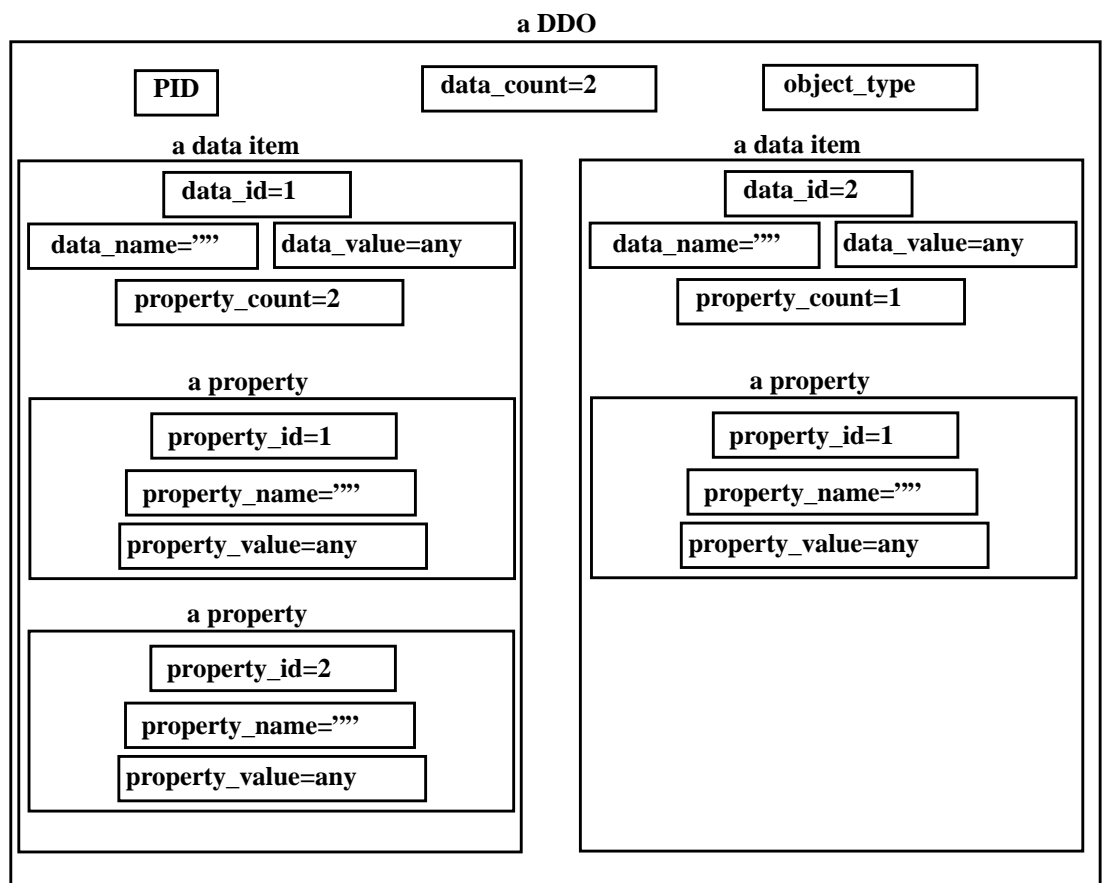 a DDO
PID
data_count=2
object_type
a data item
data_id=1
data_name=””
data_value=any
property_count=2
a property
property_id=1
property_name=””
property_value=any
a property
property_id=2
property_name=””
property_value=any
a data item
data_id=2
data_name=””
data_value=any
property_count=1
a property
property_id=1
property_name=””
property_value=any